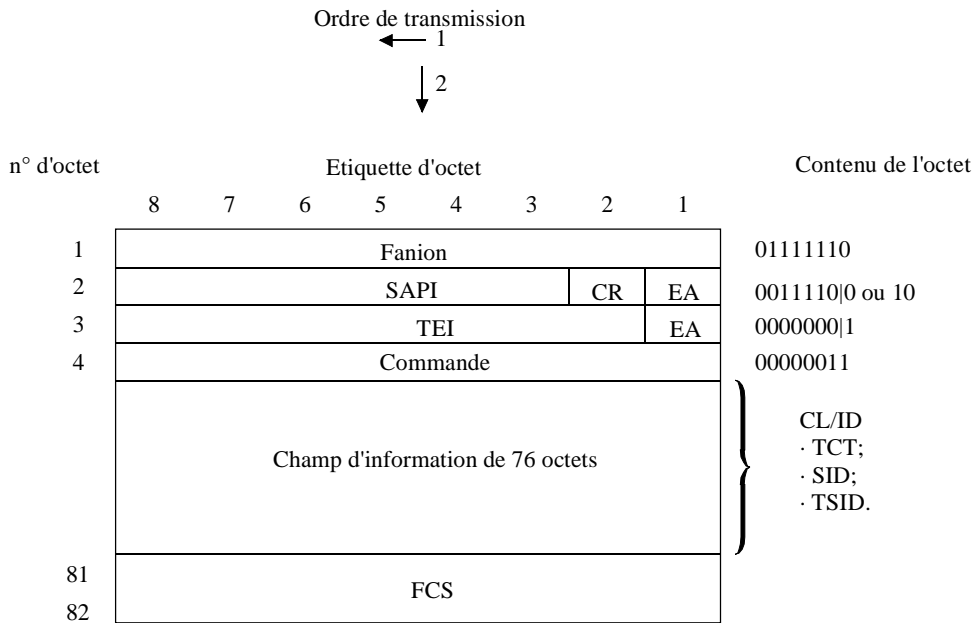 Ordre de transmission
1
2
n° d'octet Etiquette d'octet Contenu de l'octet
8 7 6 5 4 3 2 1
1 Fanion 01111110
2 SAPI CR EA 0011110|0 ou 10
3 TEI EA 0000000|1
4 Commande 00000011
CL/ID
· TCT;
Champ d'information de 76 octets
· SID;
· TSID.
81
FCS
82